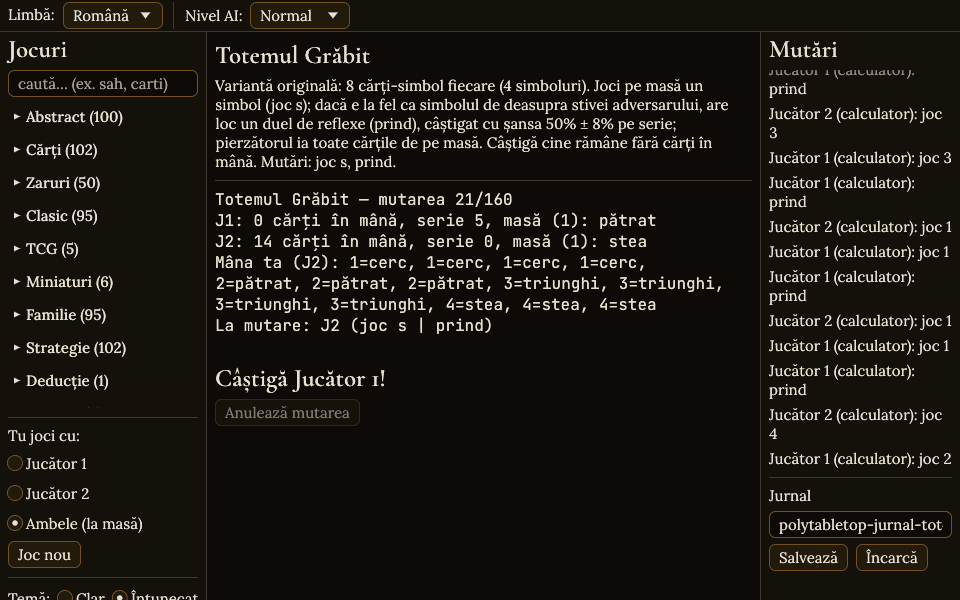 Limbă: Română ▼ Nivel AI: Normal ▼
Jocuri
caută... (ex. sah, carti)
▸ Abstract (100)
▸ Cărți (102)
▸ Zaruri (50)
▸ Clasic (95)
▸ TCG (5)
▸ Miniaturi (6)
▸ Familie (95)
▸ Strategie (102)
▸ Deducție (1)
Tu joci cu:
Jucător 1
Jucător 2
Ambele (la masă)
Joc nou
Temă: Clar Întunecat
Totemul Grăbit
Variantă originală: 8 cărți-simbol fiecare (4 simboluri). Joci pe masă un
simbol (joc s); dacă e la fel ca simbolul de deasupra stivei adversarului, are
loc un duel de reflexe (prind), câștigat cu șansa 50% ± 8% pe serie;
pierzătorul ia toate cărțile de pe masă. Câștigă cine rămâne fără cărți în
mână. Mutări: joc s, prind.
Totemul Grăbit — mutarea 21/160
J1: 0 cărți în mână, serie 5, masă (1): pătrat
J2: 14 cărți în mână, serie 0, masă (1): stea
Mâna ta (J2): 1=cerc, 1=cerc, 1=cerc, 1=cerc,
2=pătrat, 2=pătrat, 2=pătrat, 3=triunghi, 3=triunghi,
3=triunghi, 3=triunghi, 4=stea, 4=stea, 4=stea
La mutare: J2 (joc s | prind)
Câștigă Jucător 1!
Anulează mutarea
Mutări
Jucător 1 (calculator):
prind
Jucător 2 (calculator): joc
3
Jucător 1 (calculator): joc 3
Jucător 1 (calculator):
prind
Jucător 2 (calculator): joc 1
Jucător 1 (calculator): joc 1
Jucător 1 (calculator):
prind
Jucător 2 (calculator): joc 1
Jucător 1 (calculator): joc 1
Jucător 1 (calculator):
prind
Jucător 2 (calculator): joc
4
Jucător 1 (calculator): joc 2
Jurnal
polytabletop-jurnal-tot
Salvează Încarcă